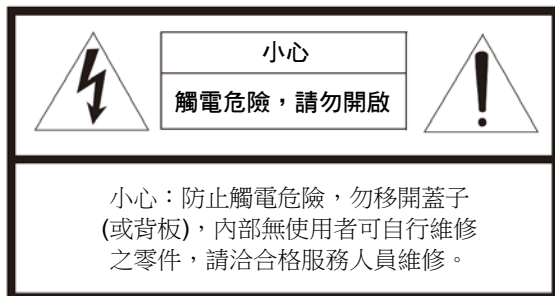 小心
觸電危險，請勿開啟
小心：防止觸電危險，勿移開蓋子
(或背板)，內部無使用者可自行維修
之零件，請洽合格服務人員維修。